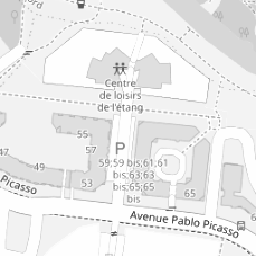 Centre
de loisirs
de l'étang
55
57
47
49
53
P
59;59 bis;61;61
bis;63;63
bis;65;65
bis
65
Picasso
Avenue Pablo Picasso